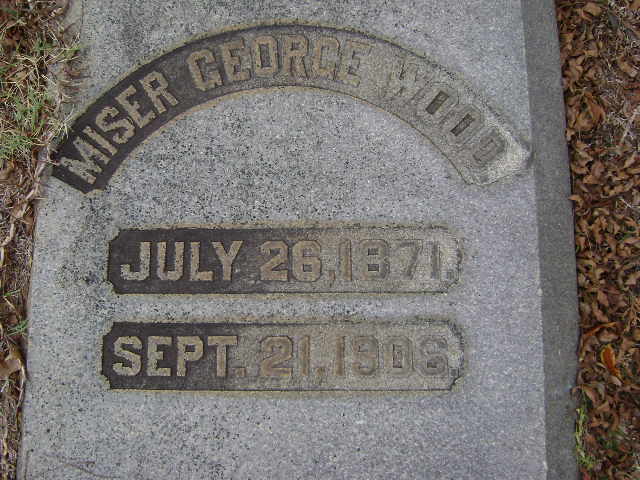 MISER GEORGE WOOD.
JULY 26, 1871.
SEPT. 21, 1906.